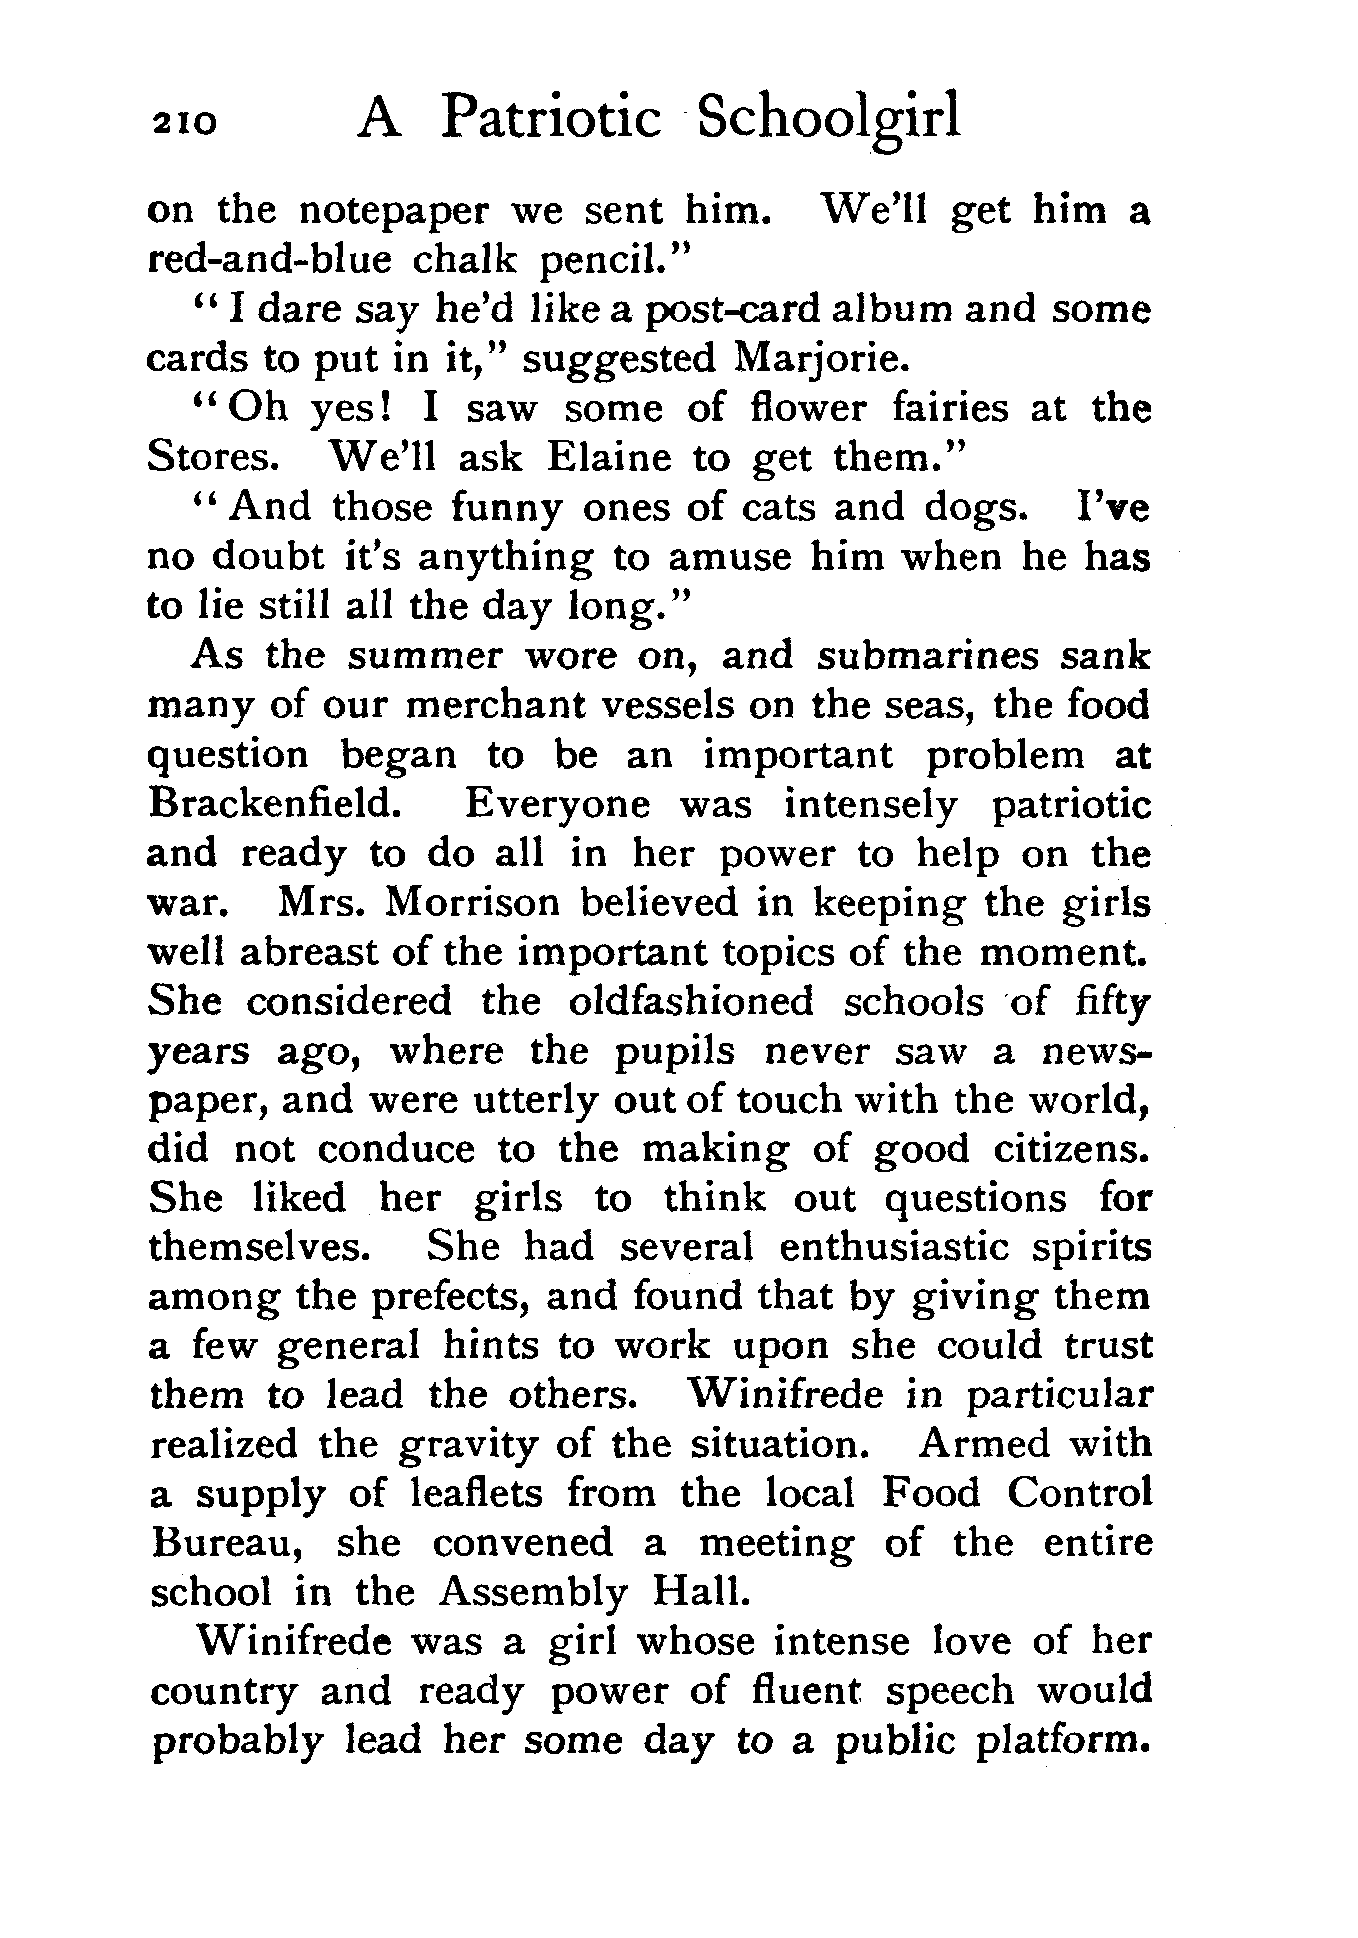 210 A Patriotic Schoolgirl
on the notepaper we sent him. We'll get him a
red-and-blue chalk pencil."
"I dare say he'd like a post-card album and some
cards to put in it," suggested Marjorie.
"Oh yes! I saw some of flower fairies at the
Stores. We'll ask Elaine to get them."
"And those funny ones of cats and dogs. I've
no doubt it's anything to amuse him when he has
to lie still all the day long."
As the summer wore on, and submarines sank
many of our merchant vessels on the seas, the food
question began to be an important problem at
Brackenfield. Everyone was intensely patriotic
and ready to do all in her power to help on the
war. Mrs. Morrison believed in keeping the girls
well abreast of the important topics of the moment.
She considered the oldfashioned schools of fifty
years ago, where the pupils never saw a news-
paper, and were utterly out of touch with the world,
did not conduce to the making of good citizens.
She liked her girls to think out questions for
themselves. She had several enthusiastic spirits
among the prefects, and found that by giving them
a few general hints to work upon she could trust
them to lead the others. Winifrede in particular
realized the gravity of the situation. Armed with
a supply of leaflets from the local Food Control
Bureau, she convened a meeting of the entire
school in the Assembly Hall.
Winifrede was a girl whose intense love of her
country and ready power of fluent speech would
probably lead her some day to a public platform.